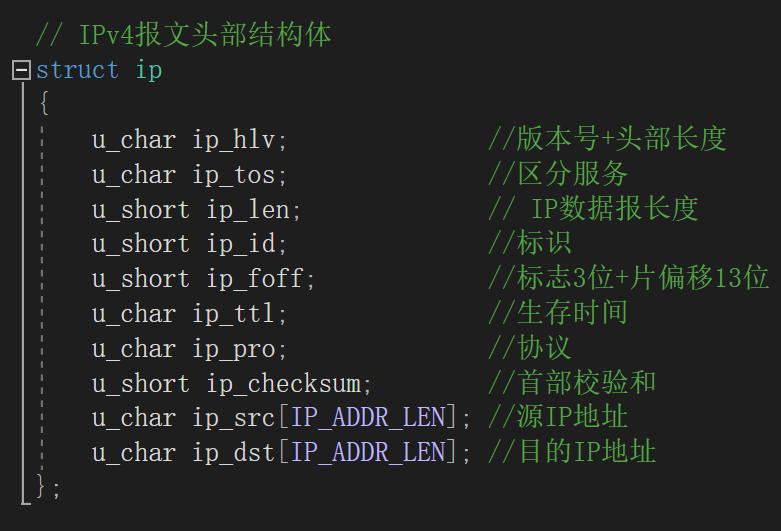 // IPv4报文头部结构体
struct ip
{
u_char ip_hlv; //版本号+头部长度
u_char ip_tos; //区分服务
u_short ip_len; // IP数据报长度
u_short ip_id; //标识
u_short ip_foff; //标志3位+片偏移13位
u_char ip_ttl; //生存时间
u_char ip_pro; //协议
u_short ip_checksum; //首部校验和
u_char ip_src[IP_ADDR_LEN]; //源IP地址
u_char ip_dst[IP_ADDR_LEN]; //目的IP地址
};